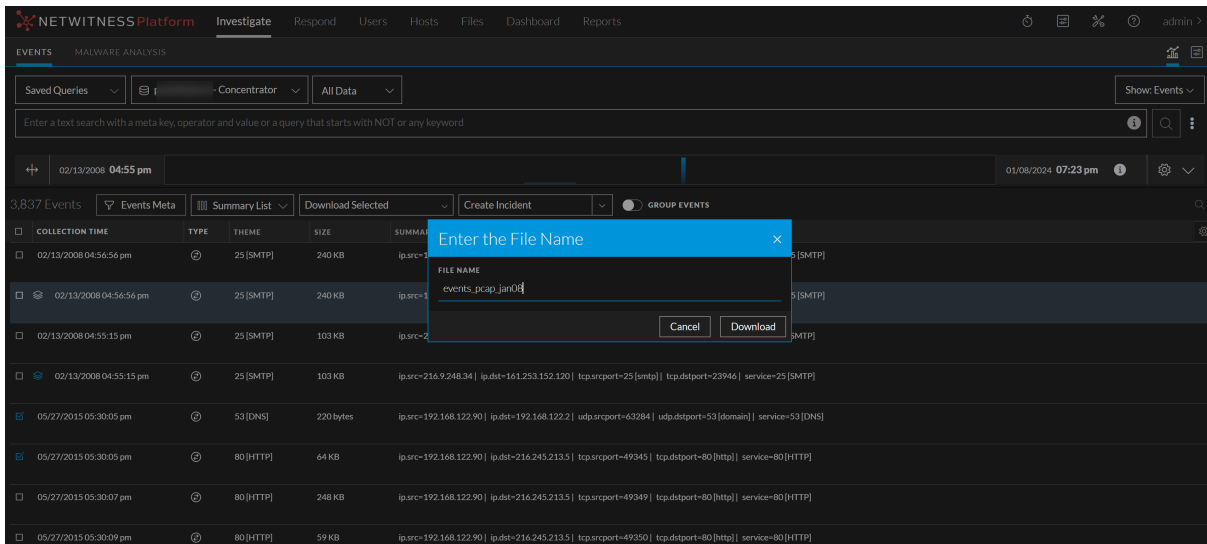 NETWITNESS Platform Investigate Respond Users Hosts Files Dashboard Reports admin >
EVENTS MALWARE ANALYSIS
Saved Queries - Concentrator All Data Show: Events
Enter a text search with a meta key, operator and value or a query that starts with NOT or any keyword
02/13/2008 04:55 pm 01/08/2024 07:23 pm
3,837 Events Events Meta Summary List Download Selected Create Incident GROUP EVENTS
COLLECTION TIME TYPE THEME SIZE SUMMA
Enter the File Name
FILE NAME
events_pcap_jan08
Cancel Download
02/13/2008 04:56:56 pm 25 [SMTP] 240 KB ip.src=1 5 [SMTP]
02/13/2008 04:56:56 pm 25 [SMTP] 240 KB ip.src=1 5 [SMTP]
02/13/2008 04:55:15 pm 25 [SMTP] 103 KB ip.src=2 SMTP]
02/13/2008 04:55:15 pm 25 [SMTP] 103 KB ip.src=216.9.248.34 | ip.dst=161.253.152.120 | tcp.srcport=25 [smtp] | tcp.dstport=23946 | service=25 [SMTP]
05/27/2015 05:30:05 pm 53 [DNS] 220 bytes ip.src=192.168.122.90 | ip.dst=192.168.122.2 | udp.srcport=63284 | udp.dstport=53 [domain] | service=53 [DNS]
05/27/2015 05:30:05 pm 80 [HTTP] 64 KB ip.src=192.168.122.90 | ip.dst=216.245.213.5 | tcp.srcport=49345 | tcp.dstport=80 [http] | service=80 [HTTP]
05/27/2015 05:30:07 pm 80 [HTTP] 248 KB ip.src=192.168.122.90 | ip.dst=216.245.213.5 | tcp.srcport=49349 | tcp.dstport=80 [http] | service=80 [HTTP]
05/27/2015 05:30:09 pm 80 [HTTP] 59 KB ip.src=192.168.122.90 | ip.dst=216.245.213.5 | tcp.srcport=49350 | tcp.dstport=80 [http] | service=80 [HTTP]